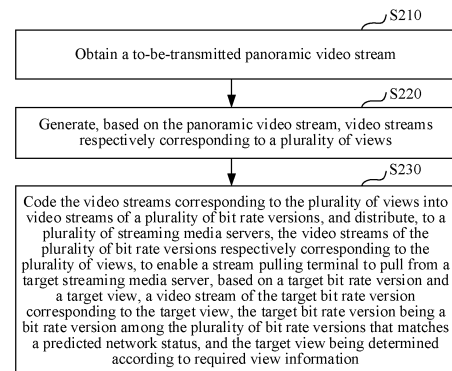 S210
Obtain a to-be-transmitted panoramic video stream
S220
Generate, based on the panoramic video stream, video streams
respectively corresponding to a plurality of views
S230
Code the video streams corresponding to the plurality of views into
video streams of a plurality of bit rate versions, and distribute, to a
plurality of streaming media servers, the video streams of the
plurality of bit rate versions respectively corresponding to the
plurality of views, to enable a stream pulling terminal to pull from a
target streaming media server, based on a target bit rate version and
a target view, a video stream of the target bit rate version
corresponding to the target view, the target bit rate version being a
bit rate version among the plurality of bit rate versions that matches
a predicted network status, and the target view being determined
according to required view information